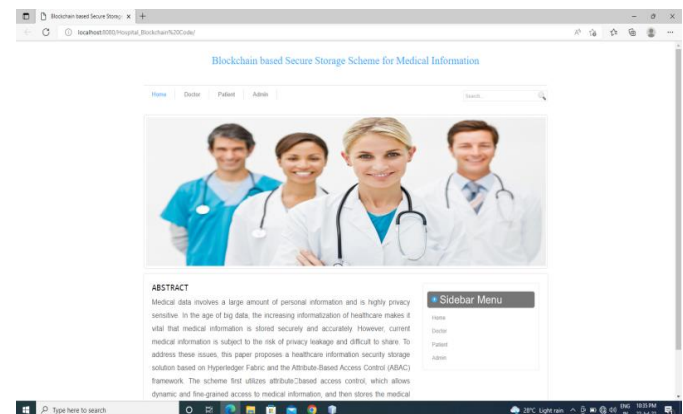 Blockchain based Secure Storag
localhost:8080/Hospital_Blockchain%20Code/
Blockchain based Secure Storage Scheme for Medical Information
Home Doctor Patient Admin Search...
ABSTRACT
Medical data involves a large amount of personal information and is highly privacy
sensitive. In the age of big data, the increasing informatization of healthcare makes it
vital that medical information is stored securely and accurately. However, current
medical information is subject to the risk of privacy leakage and difficult to share. To
address these issues, this paper proposes a healthcare information security storage
solution based on Hyperledger Fabric and the Attribute-Based Access Control (ABAC)
framework. The scheme first utilizes attribute□based access control, which allows
dynamic and fine-grained access to medical information, and then stores the medical
Sidebar Menu
Home
Doctor
Patient
Admin
Type here to search
28°C Light rain ENG 18:35 PM